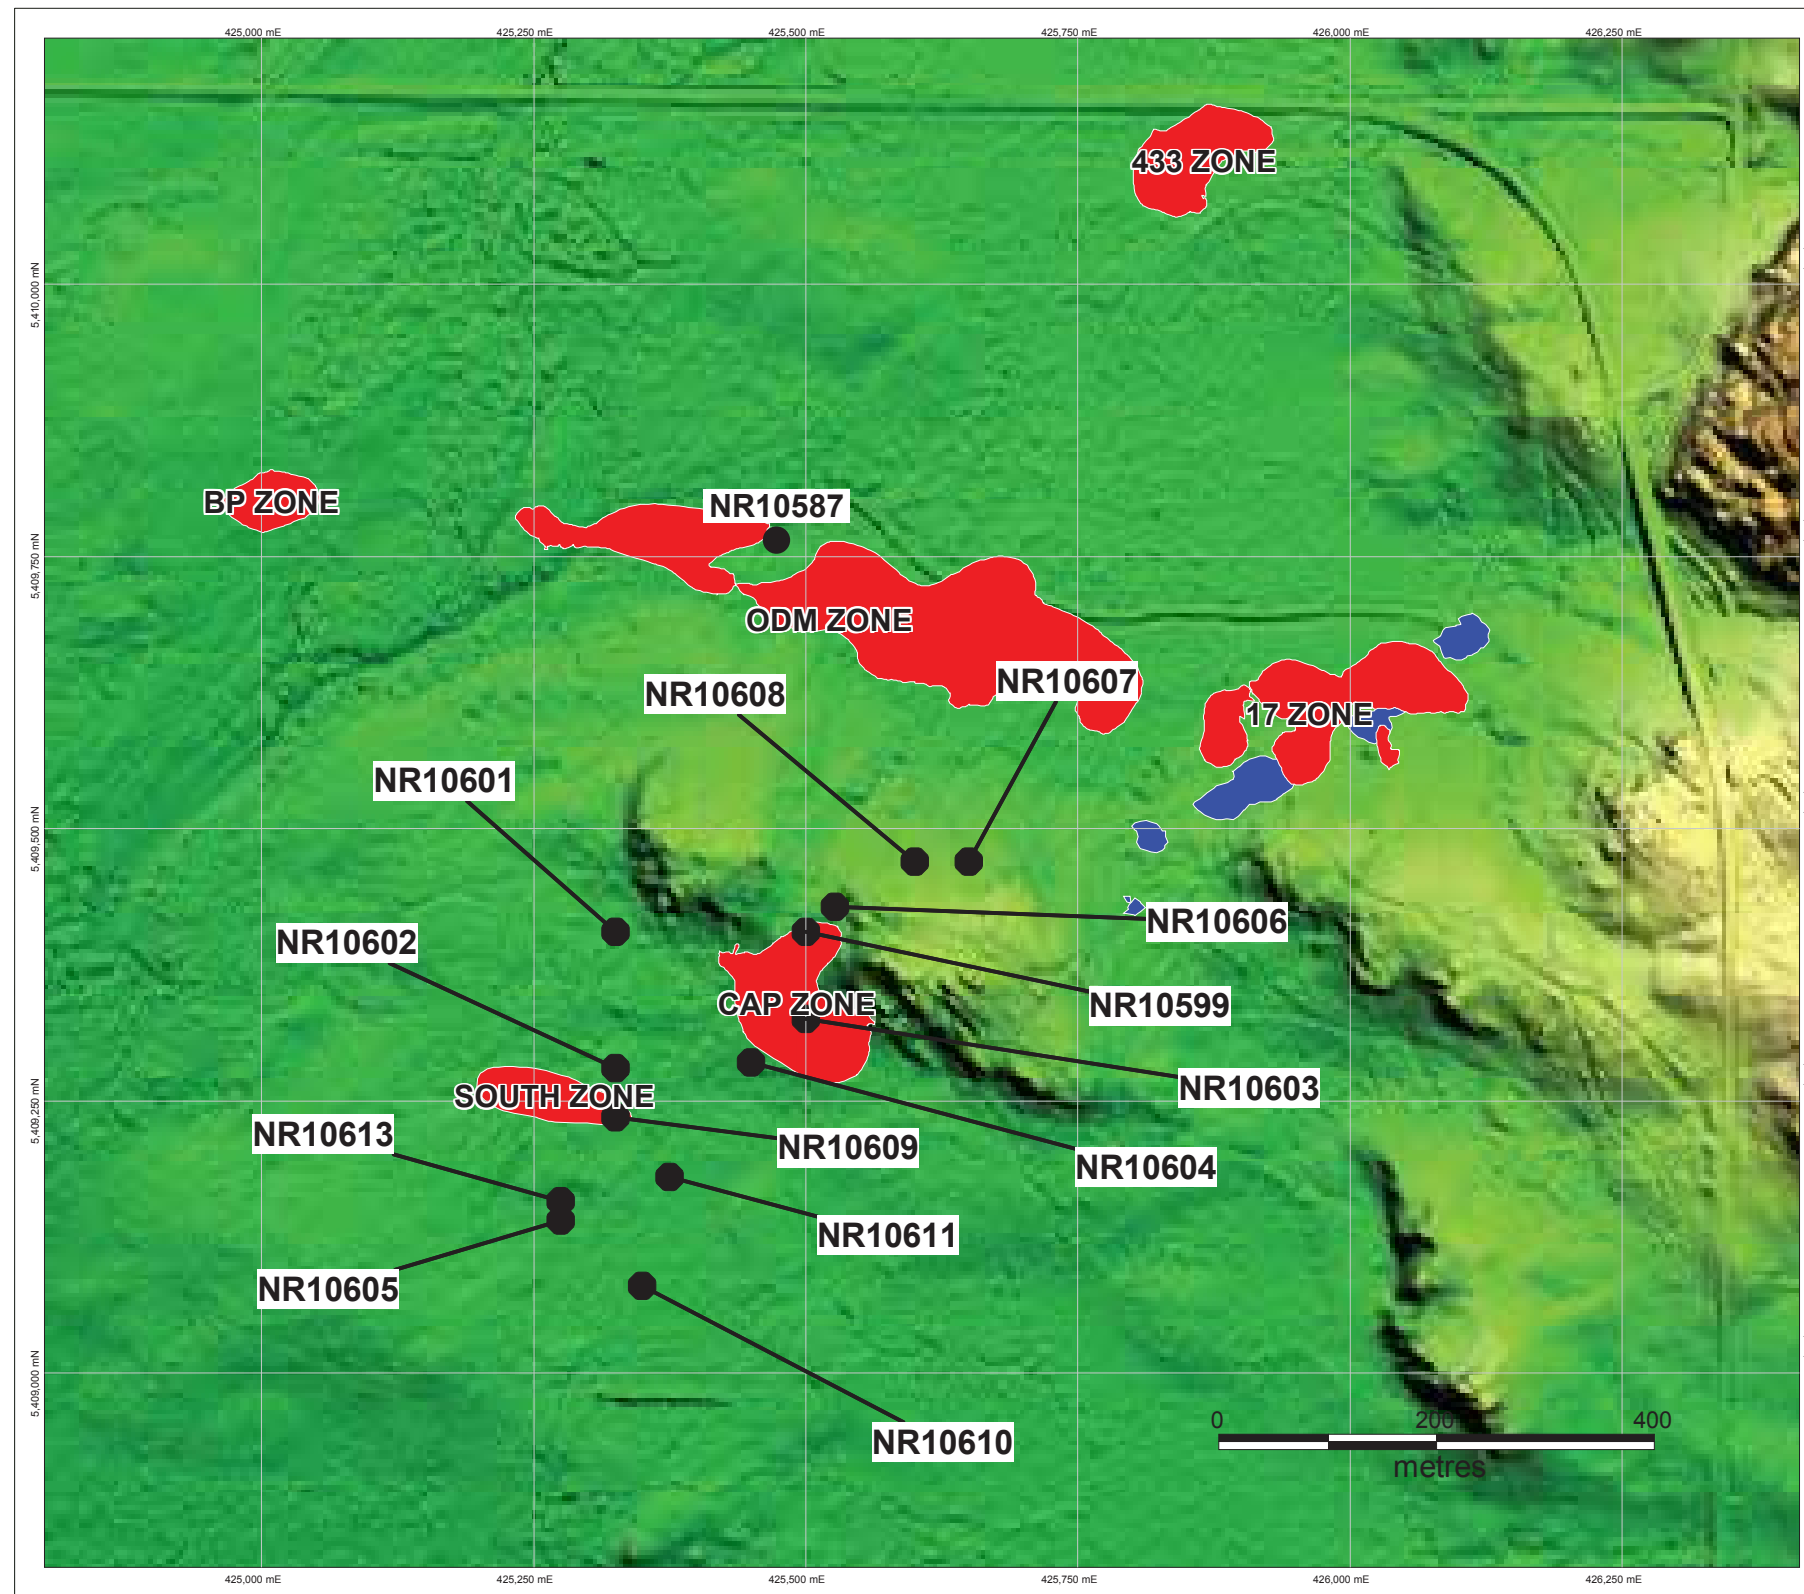 425,000 mE
425,250 mE
425,500 mE
425,750 mE
426,000 mE
426,250 mE
433 ZONE
5,410,000 mN
BP ZONE
NR10587
5,409,750 mN
ODM ZONE
NR10607
NR10608
17 ZONE
NR10601
5,409,500 mN
NR10606
NR10602
CAP ZONE
NR10599
NR10603
SOUTH ZONE
5,409,250 mN
NR10613
NR10609
NR10604
NR10611
NR10605
5,409,000 mN
0 200 400
NR10610
metres
425,000 mE
425,250 mE
425,500 mE
425,750 mE
426,000 mE
426,250 mE